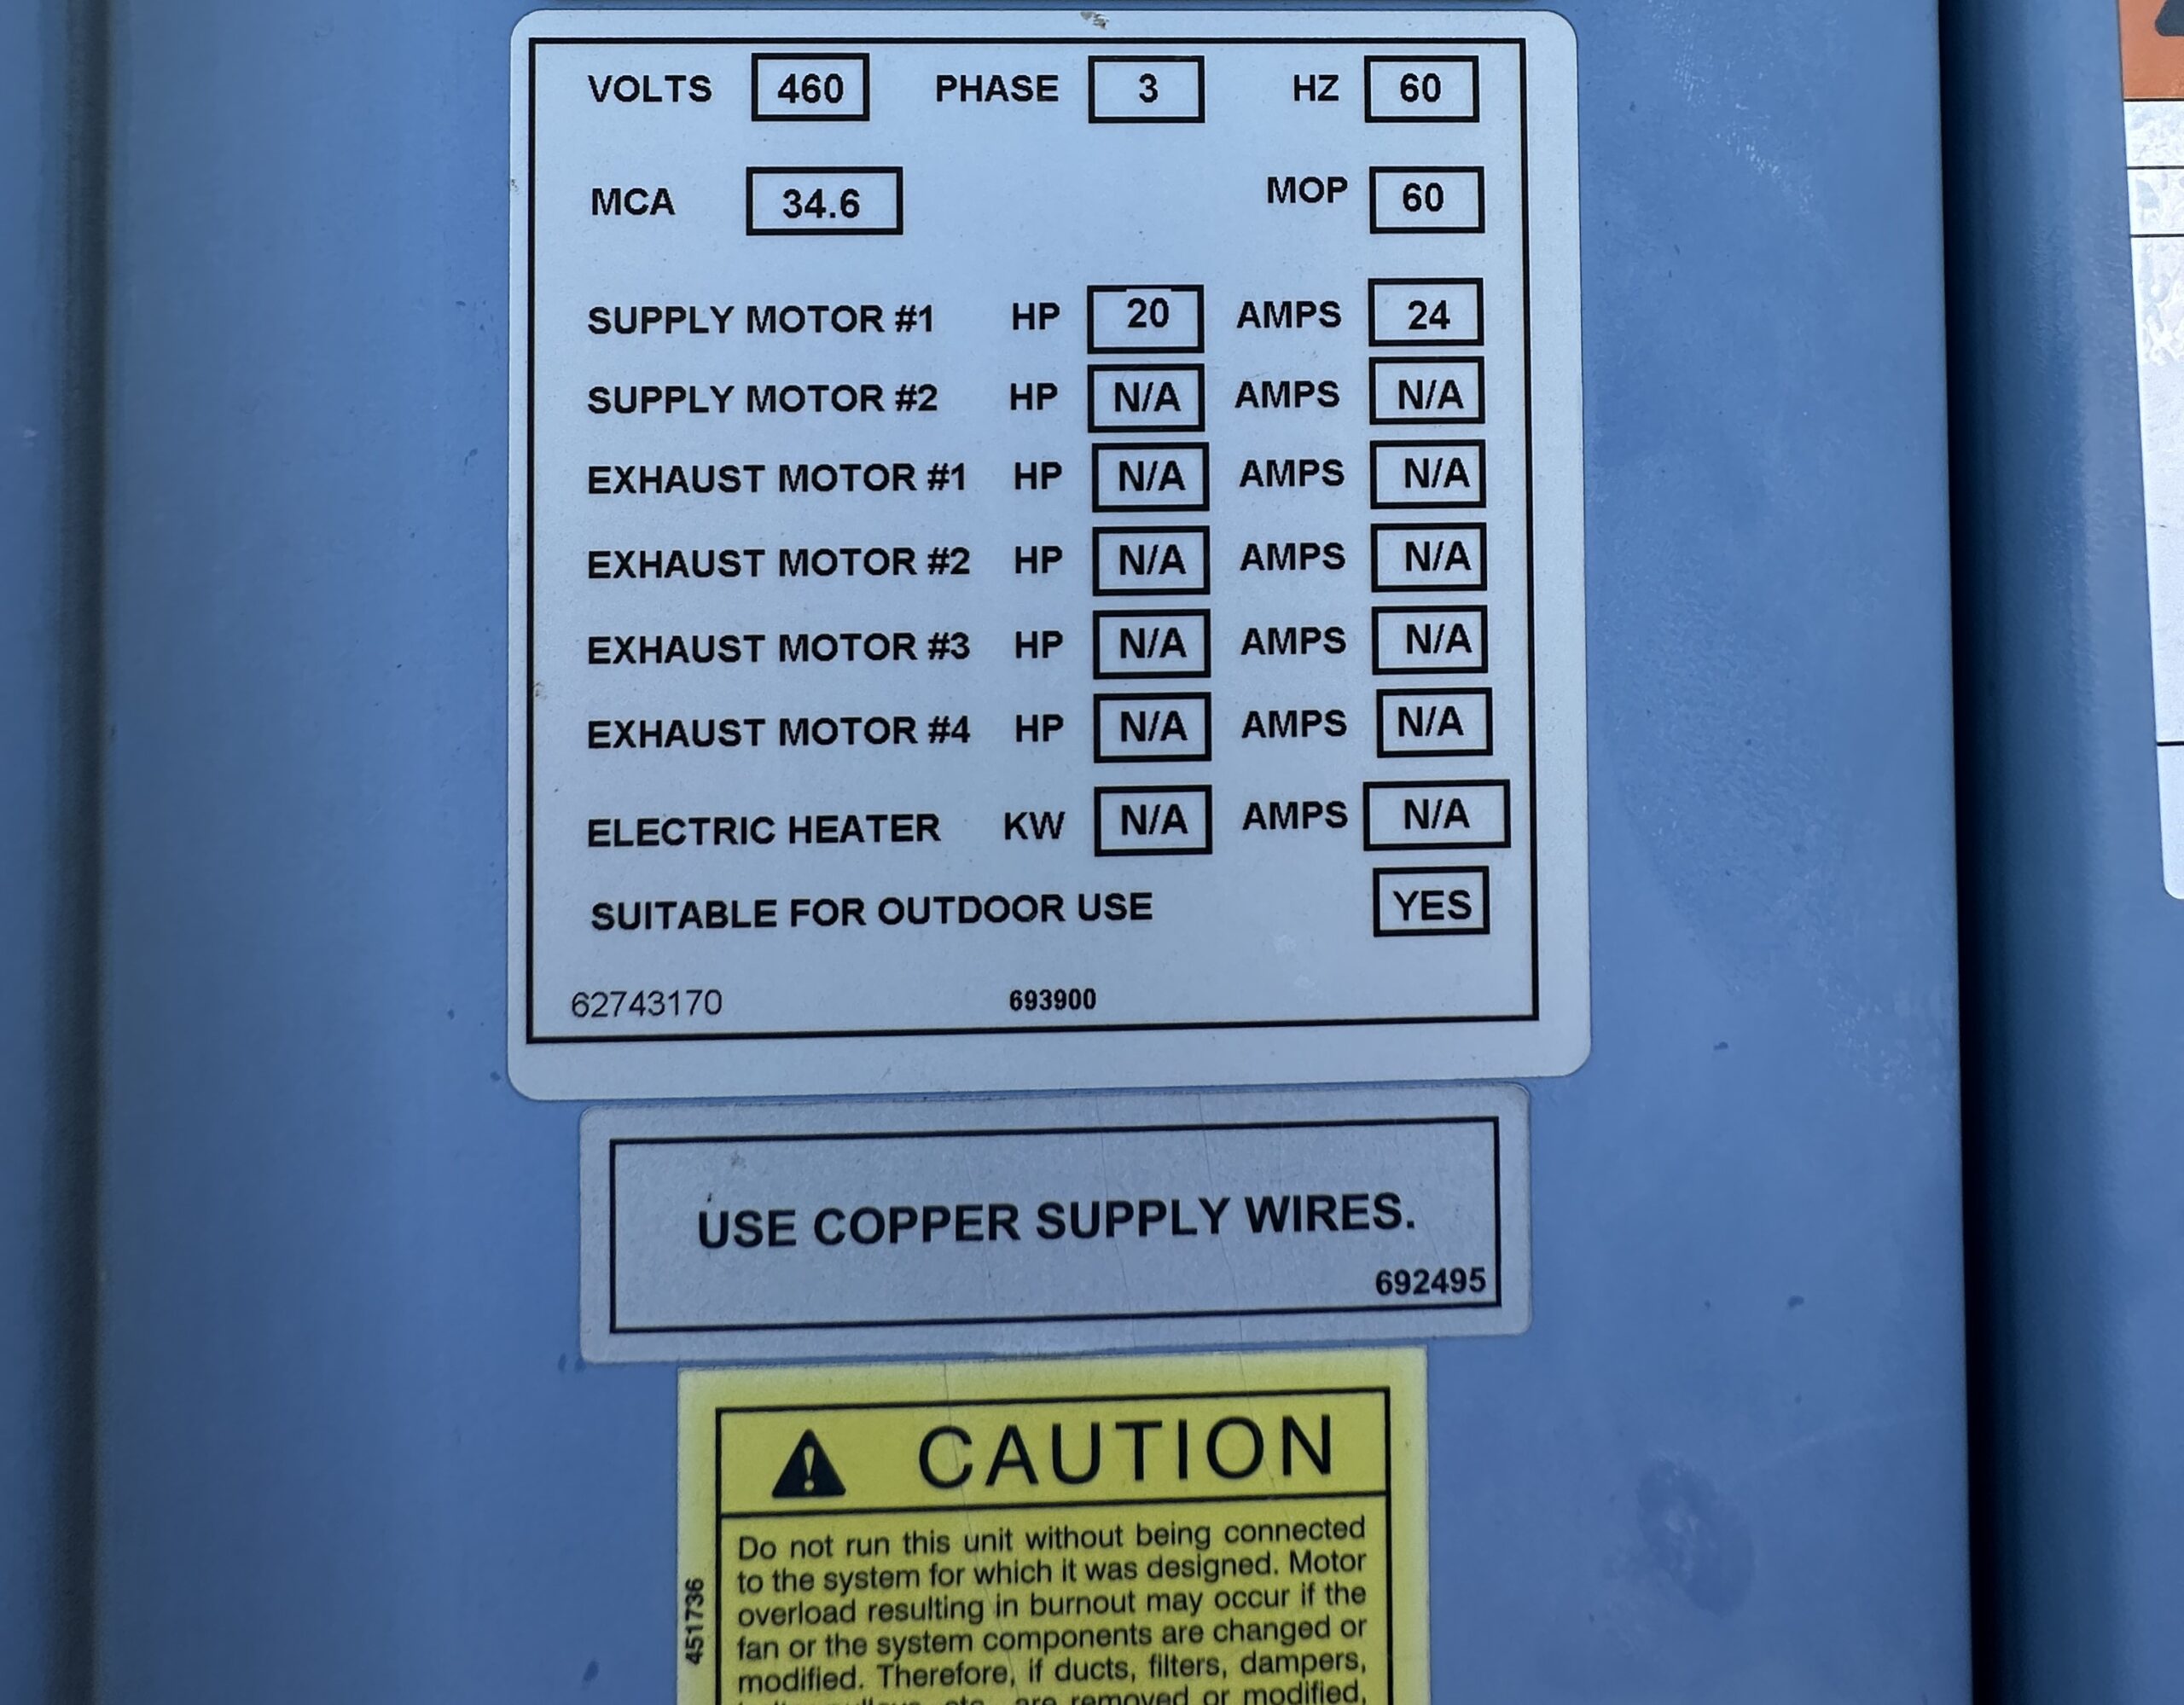 VOLTS 460 PHASE 3 HZ 60
MCA 34.6 MOP 60
SUPPLY MOTOR #1 HP 20 AMPS 24
SUPPLY MOTOR #2 HP N/A AMPS N/A
EXHAUST MOTOR #1 HP N/A AMPS N/A
EXHAUST MOTOR #2 HP N/A AMPS N/A
EXHAUST MOTOR #3 HP N/A AMPS N/A
EXHAUST MOTOR #4 HP N/A AMPS N/A
ELECTRIC HEATER KW N/A AMPS N/A
SUITABLE FOR OUTDOOR USE YES
62743170 693900
USE COPPER SUPPLY WIRES.
692495
CAUTION
Do not run this unit without being connected
to the system for which it was designed. Motor
overload resulting in burnout may occur if the
fan or the system components are changed or
modified. Therefore, if ducts, filters, dampers,
etc. are removed or modified,
451736